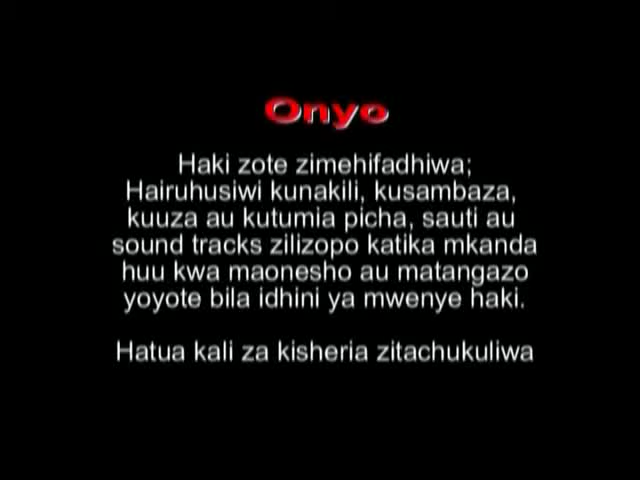 Onyo
Haki zote zimehifadhiwa;
Hairuhusiwi kunakili, kusambaza,
kuuza au kutumia picha, sauti au
sound tracks zilizopo katika mkanda
huu kwa maonesho au matangazo
yoyote bila idhini ya mwenye haki.
Hatua kali za kisheria zitachukuliwa